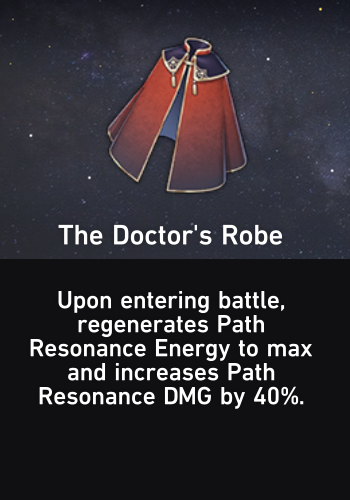 The Doctor's Robe
Upon entering battle,
regenerates Path
Resonance Energy to max
and increases Path
Resonance DMG by 40%.